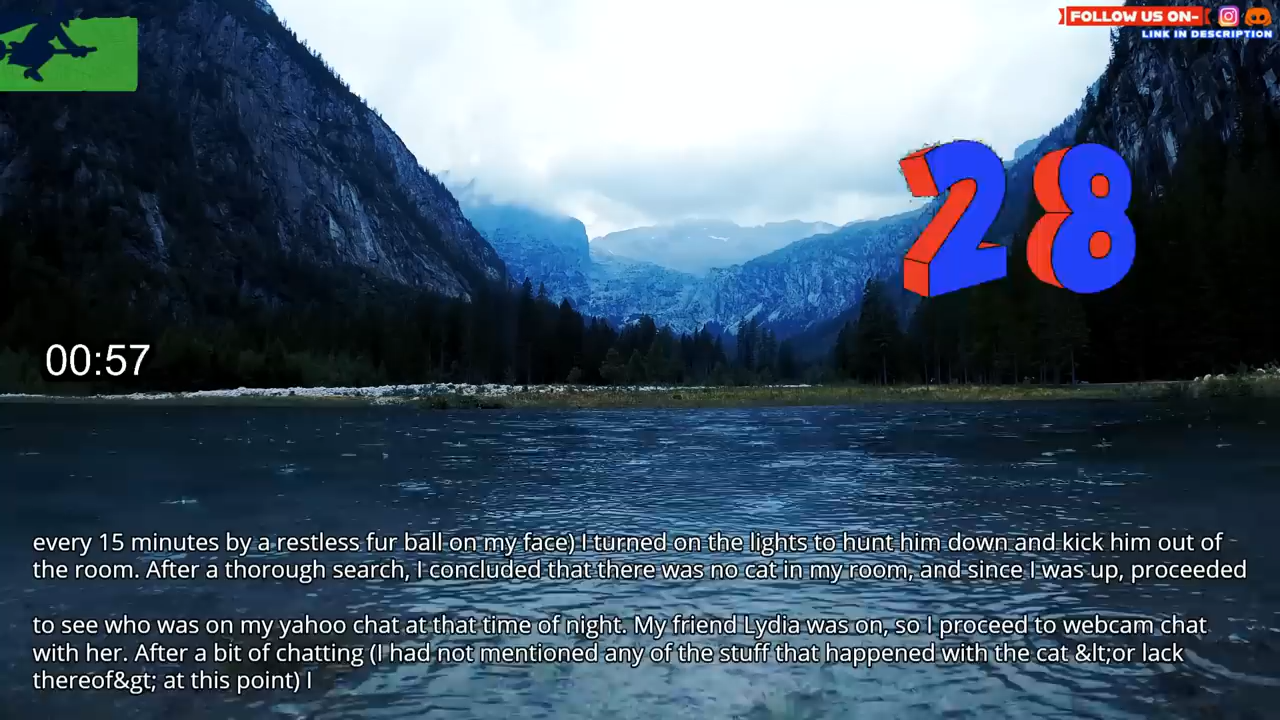 FOLLOW US ON-
LINK IN DESCRIPTION
28
00:57
every 15 minutes by a restless fur ball on my face) I turned on the lights to hunt him down and kick him out of
the room. After a thorough search, I concluded that there was no cat in my room, and since I was up, proceeded
to see who was on my yahoo chat at that time of night. My friend Lydia was on, so I proceed to webcam chat
with her. After a bit of chatting (I had not mentioned any of the stuff that happened with the cat &lt;or lack
thereof&gt; at this point) I